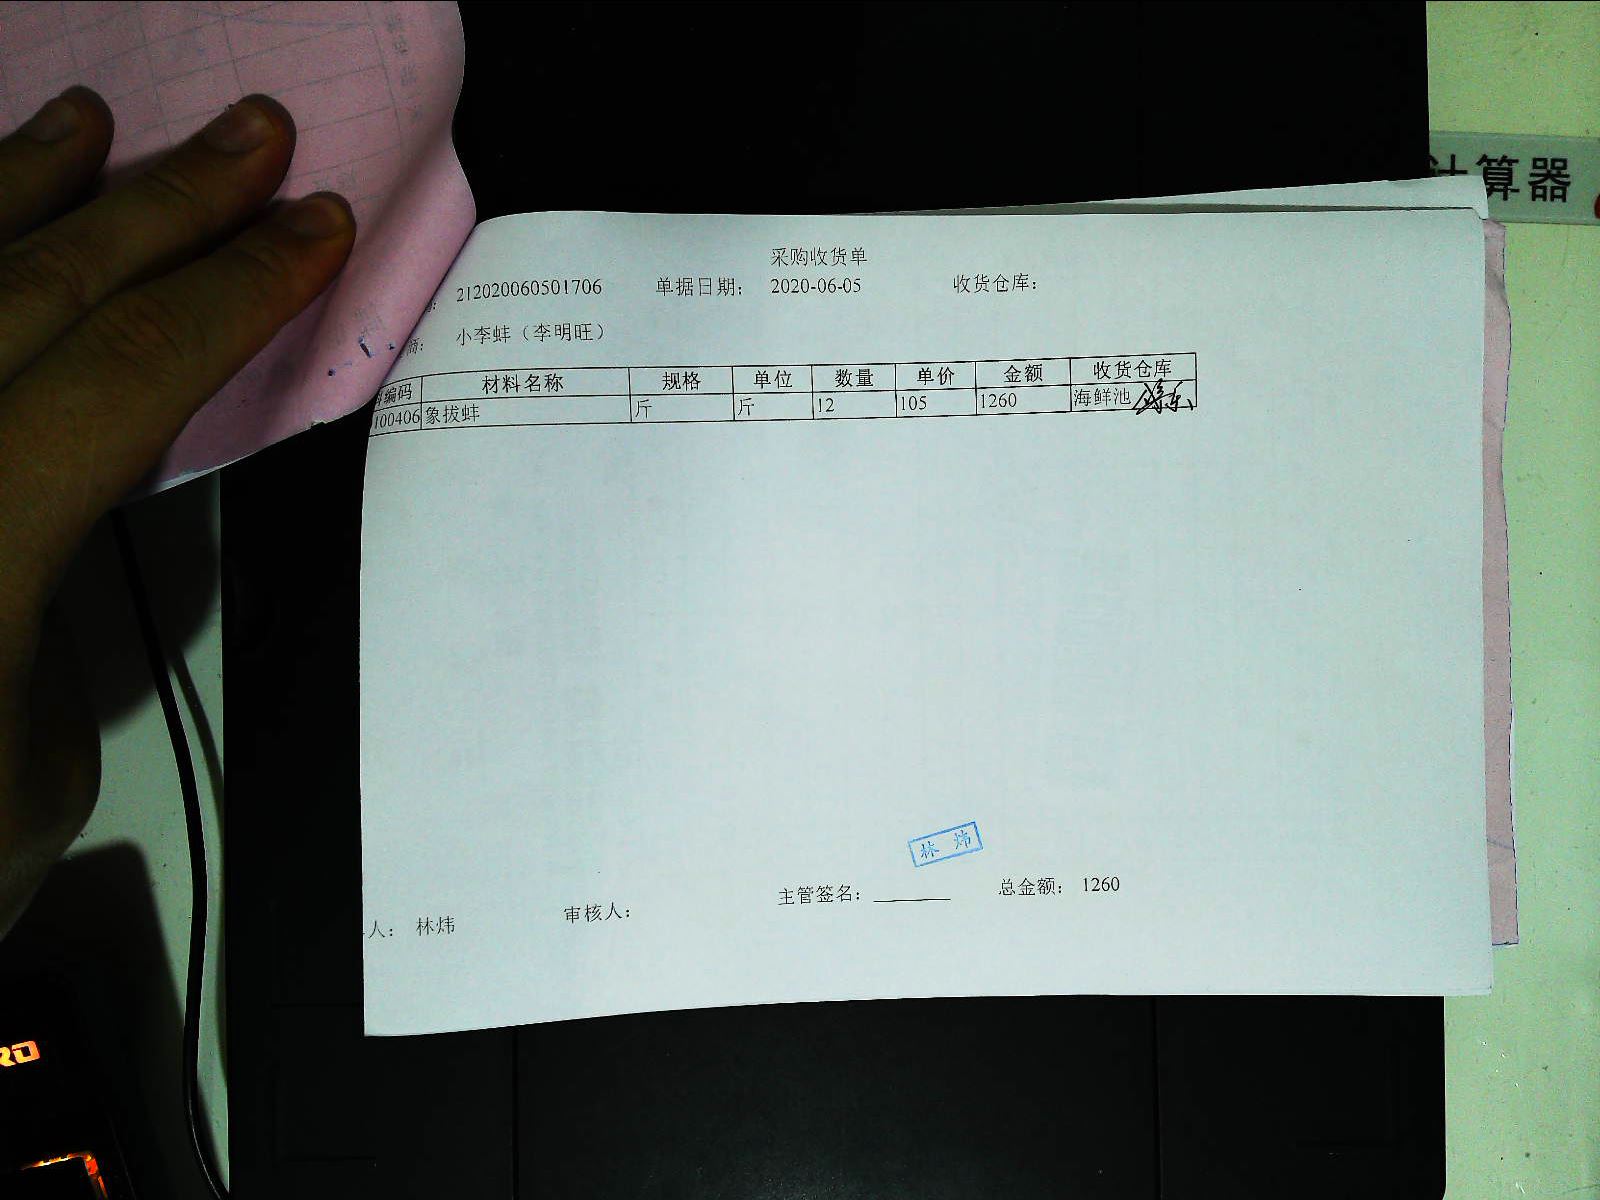 计算器
采购收货单
212020060501706 单据日期： 2020-06-05 收货仓库：
商： 小李蚌（李明旺）
编码 材料名称 规格 单位 数量 单价 金额 收货仓库
100406 象拔蚌 斤 斤 12 105 1260 海鲜池
林 炜
主管签名： 总金额： 1260
人： 林炜 审核人：
RO